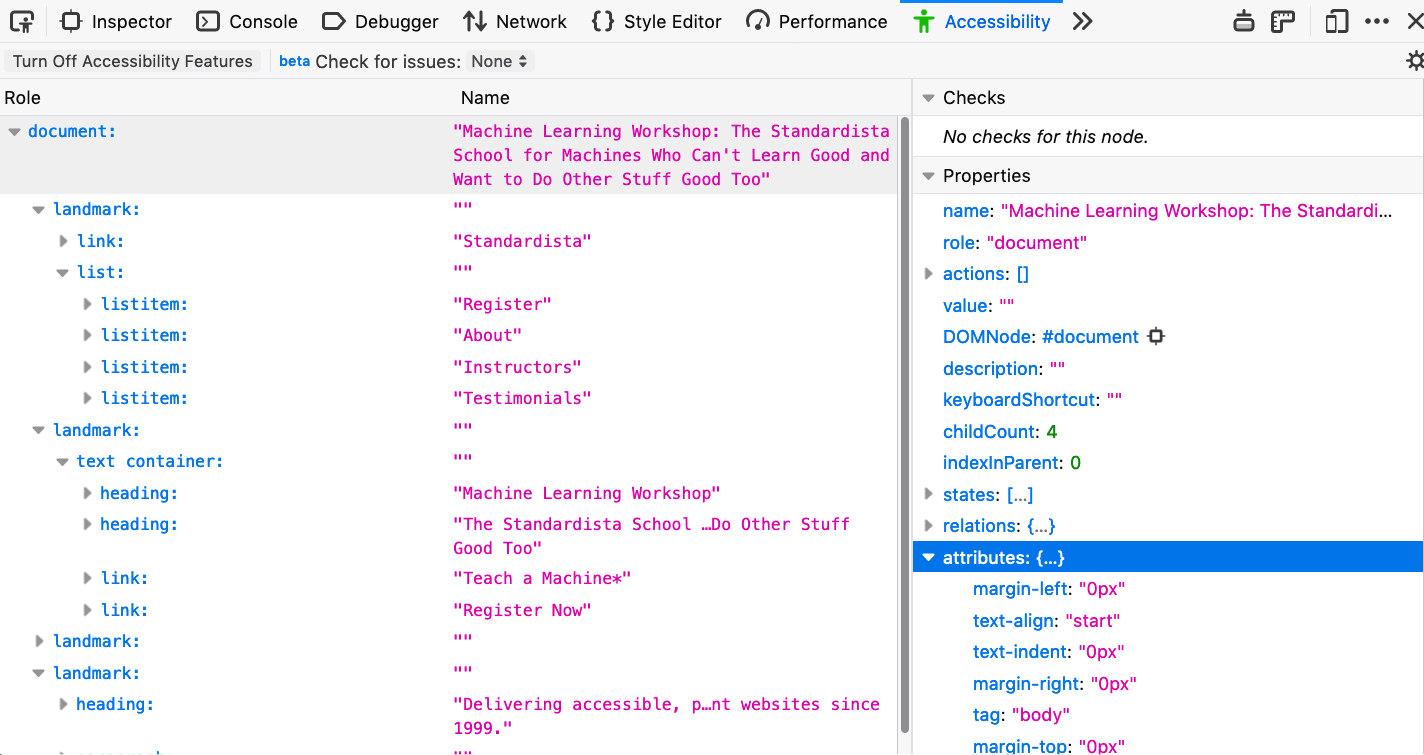 Inspector Console Debugger Network Style Editor Performance Accessibility
Turn Off Accessibility Features beta Check for issues: None
Role Name
document: "Machine Learning Workshop: The Standardista
School for Machines Who Can't Learn Good and
Want to Do Other Stuff Good Too"
landmark: ""
link: "Standardista"
list: ""
listitem: "Register"
listitem: "About"
listitem: "Instructors"
listitem: "Testimonials"
landmark: ""
text container: ""
heading: "Machine Learning Workshop"
heading: "The Standardista School …Do Other Stuff
Good Too"
link: "Teach a Machine*"
link: "Register Now"
landmark: ""
landmark: ""
heading: "Delivering accessible, p…nt websites since
1999."
Checks
No checks for this node.
Properties
name: "Machine Learning Workshop: The Standardi...
role: "document"
actions: []
value: ""
DOMNode: #document
description: ""
keyboardShortcut: ""
childCount: 4
indexInParent: 0
states: […]
relations: {…}
attributes: {…}
margin-left: "0px"
text-align: "start"
text-indent: "0px"
margin-right: "0px"
tag: "body"
margin-top: "0px"